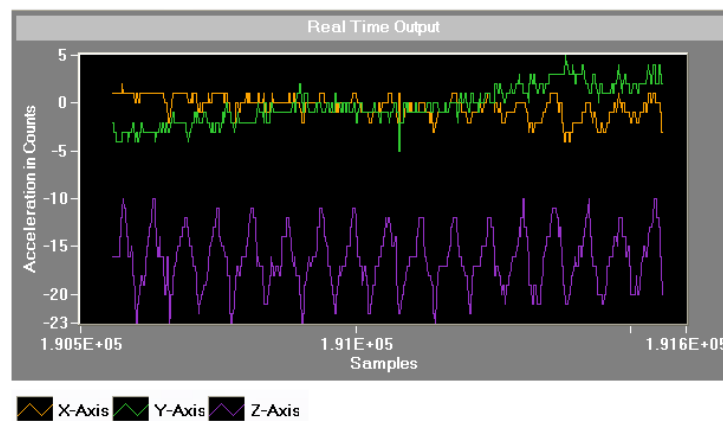 Real Time Output
Acceleration in Counts
5
0
-5
-10
-15
-20
-23
1.905E+05 1.91E+05 1.916E+05
Samples
X-Axis Y-Axis Z-Axis